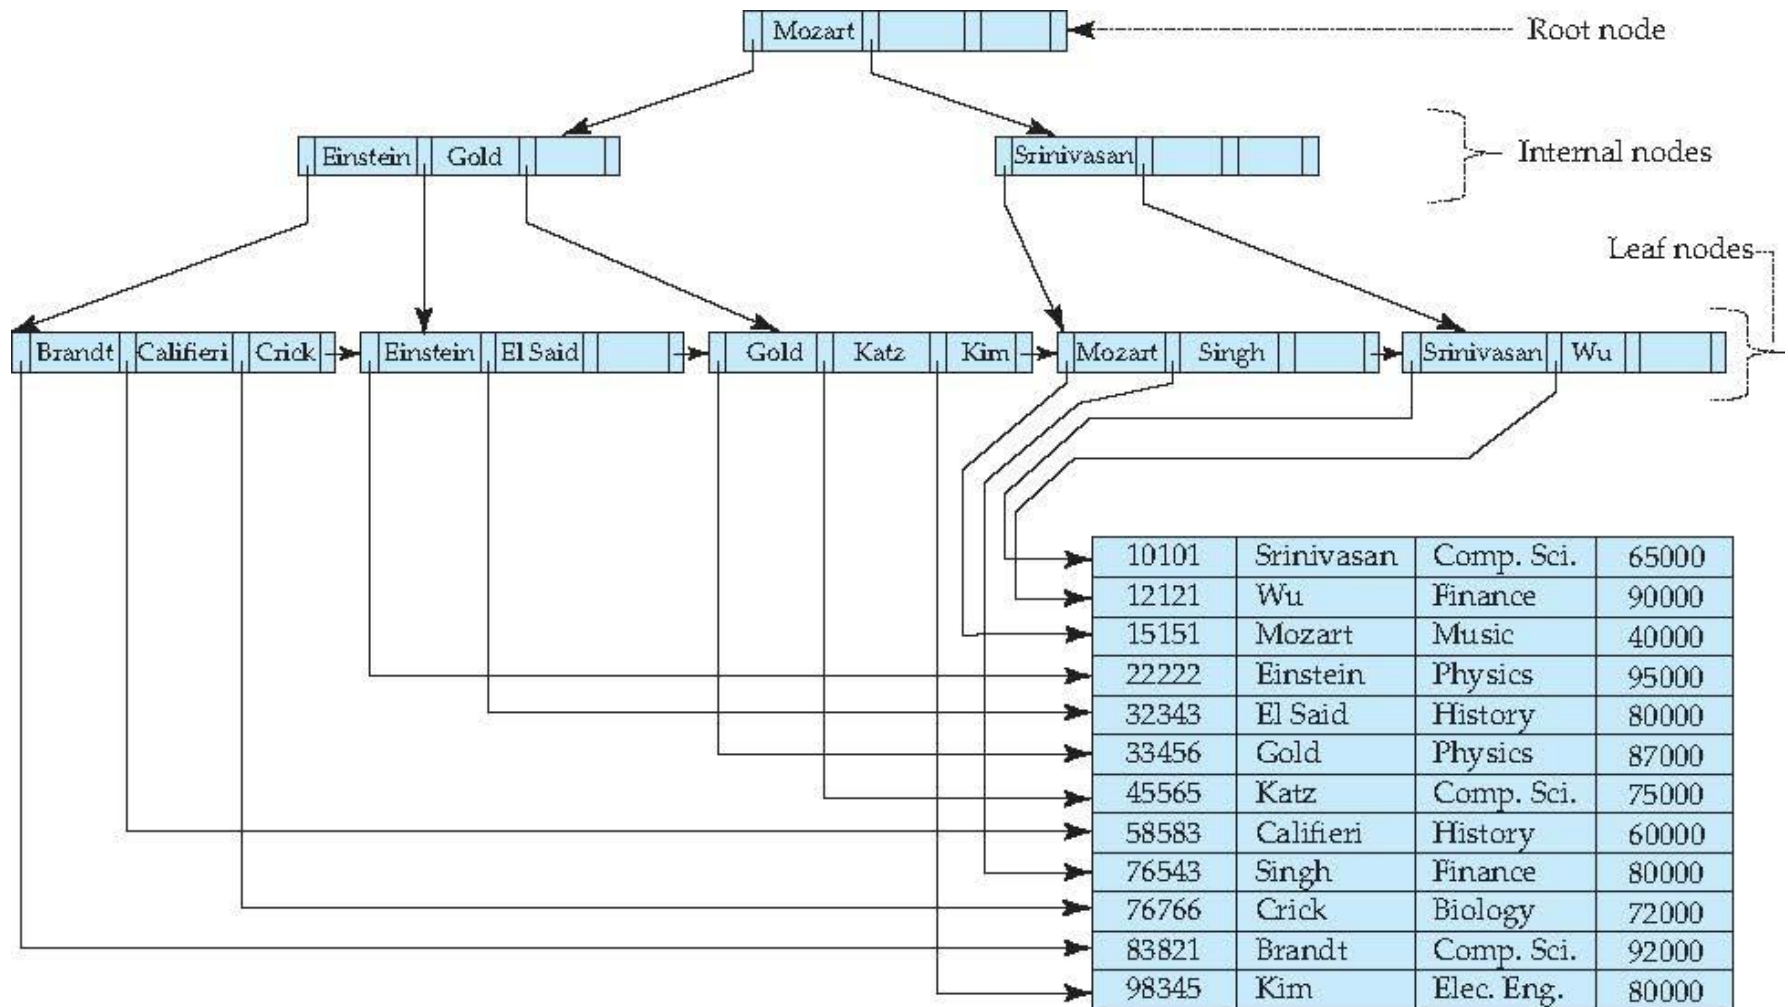 Mozart
Root node
Einstein Gold
Srinivasan
Internal nodes
Leaf nodes
Brandt Califieri Crick
Einstein El Said
Gold Katz Kim
Mozart Singh
Srinivasan Wu
10101 Srinivasan Comp. Sci. 65000
12121 Wu Finance 90000
15151 Mozart Music 40000
22222 Einstein Physics 95000
32343 El Said History 80000
33456 Gold Physics 87000
45565 Katz Comp. Sci. 75000
58583 Califieri History 60000
76543 Singh Finance 80000
76766 Crick Biology 72000
83821 Brandt Comp. Sci. 92000
98345 Kim Elec. Eng. 80000